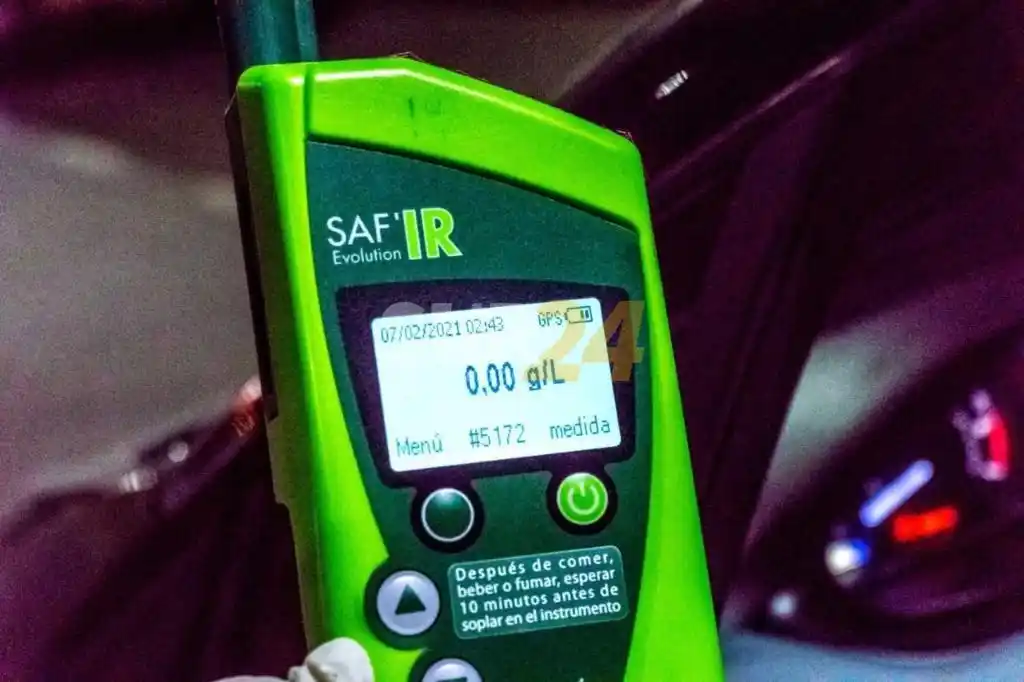 SAF'IR
Evolution
07/02/2021 02:43 GPS
0,00 g/L
Menú #5172 medida
Después de comer,
beber o fumar, esperar
10 minutos antes de
soplar en el instrumento
24